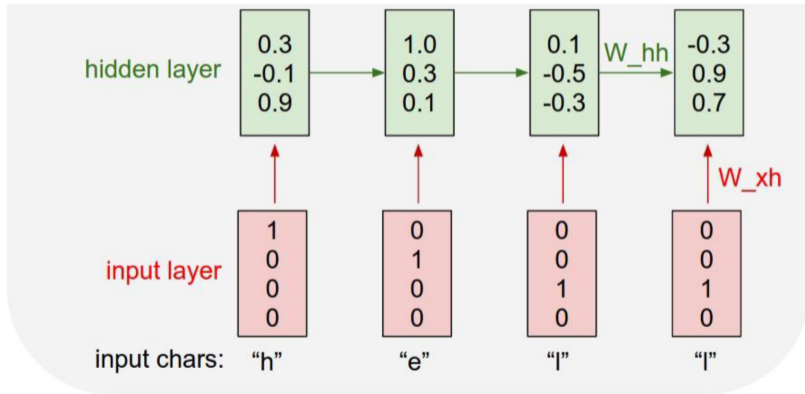 0.3 1.0 0.1 -0.3
hidden layer -0.1 0.3 -0.5 W_hh 0.9
0.9 0.1 -0.3 0.7
W_xh
1 0 0 0
0 1 0 0
input layer 0 0 1 1
0 0 0 0
input chars: “h” “e” “l” “l”